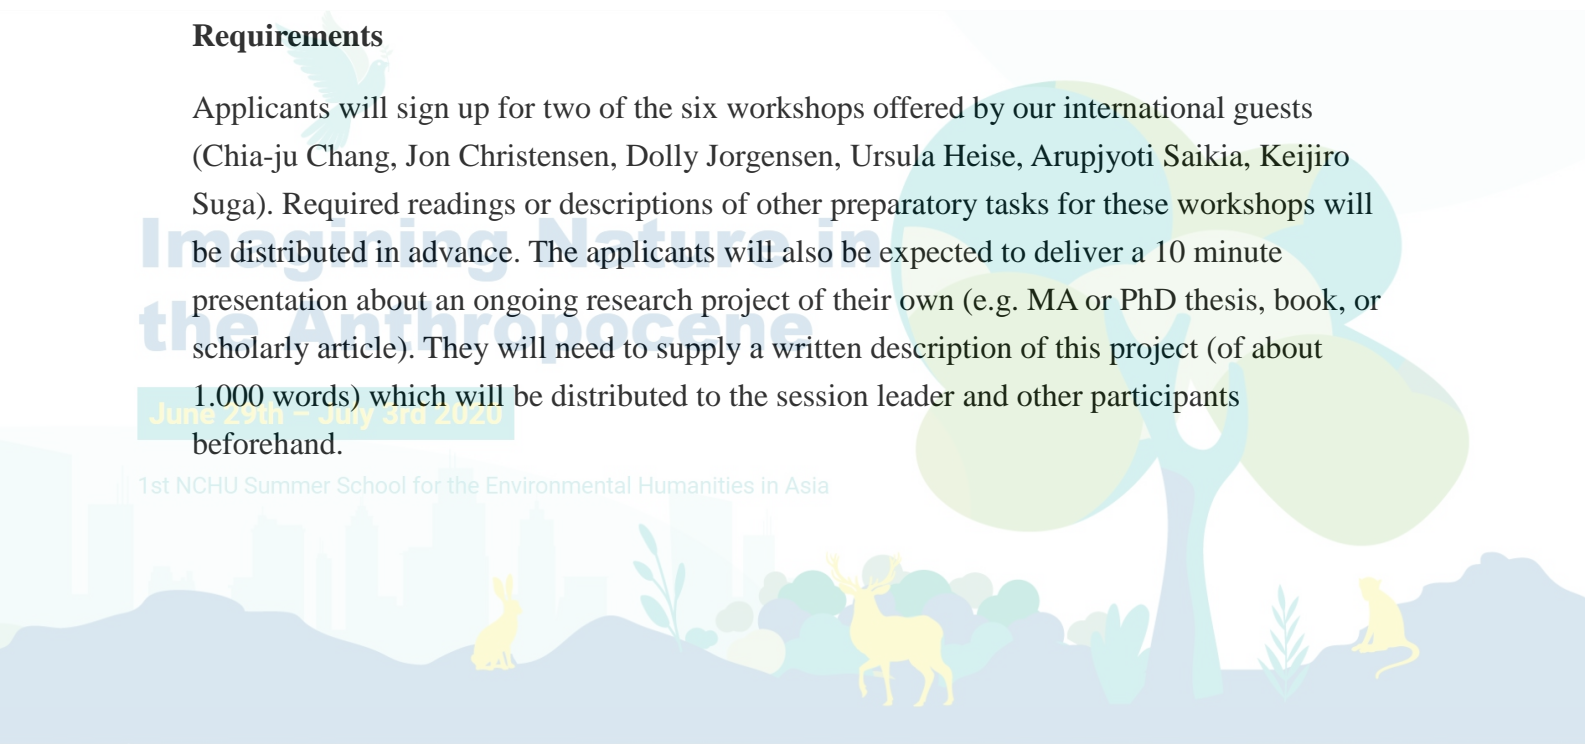 Requirements
Applicants will sign up for two of the six workshops offered by our international guests
(Chia-ju Chang, Jon Christensen, Dolly Jorgensen, Ursula Heise, Arupjyoti Saikia, Keijiro
Suga). Required readings or descriptions of other preparatory tasks for these workshops will
be distributed in advance. The applicants will also be expected to deliver a 10 minute
presentation about an ongoing research project of their own (e.g. MA or PhD thesis, book, or
scholarly article). They will need to supply a written description of this project (of about
1.000 words) which will be distributed to the session leader and other participants
beforehand.
Imagining Nature in
the Anthropocene
June 29th – July 3rd 2020
1st NCHU Summer School for the Environmental Humanities in Asia